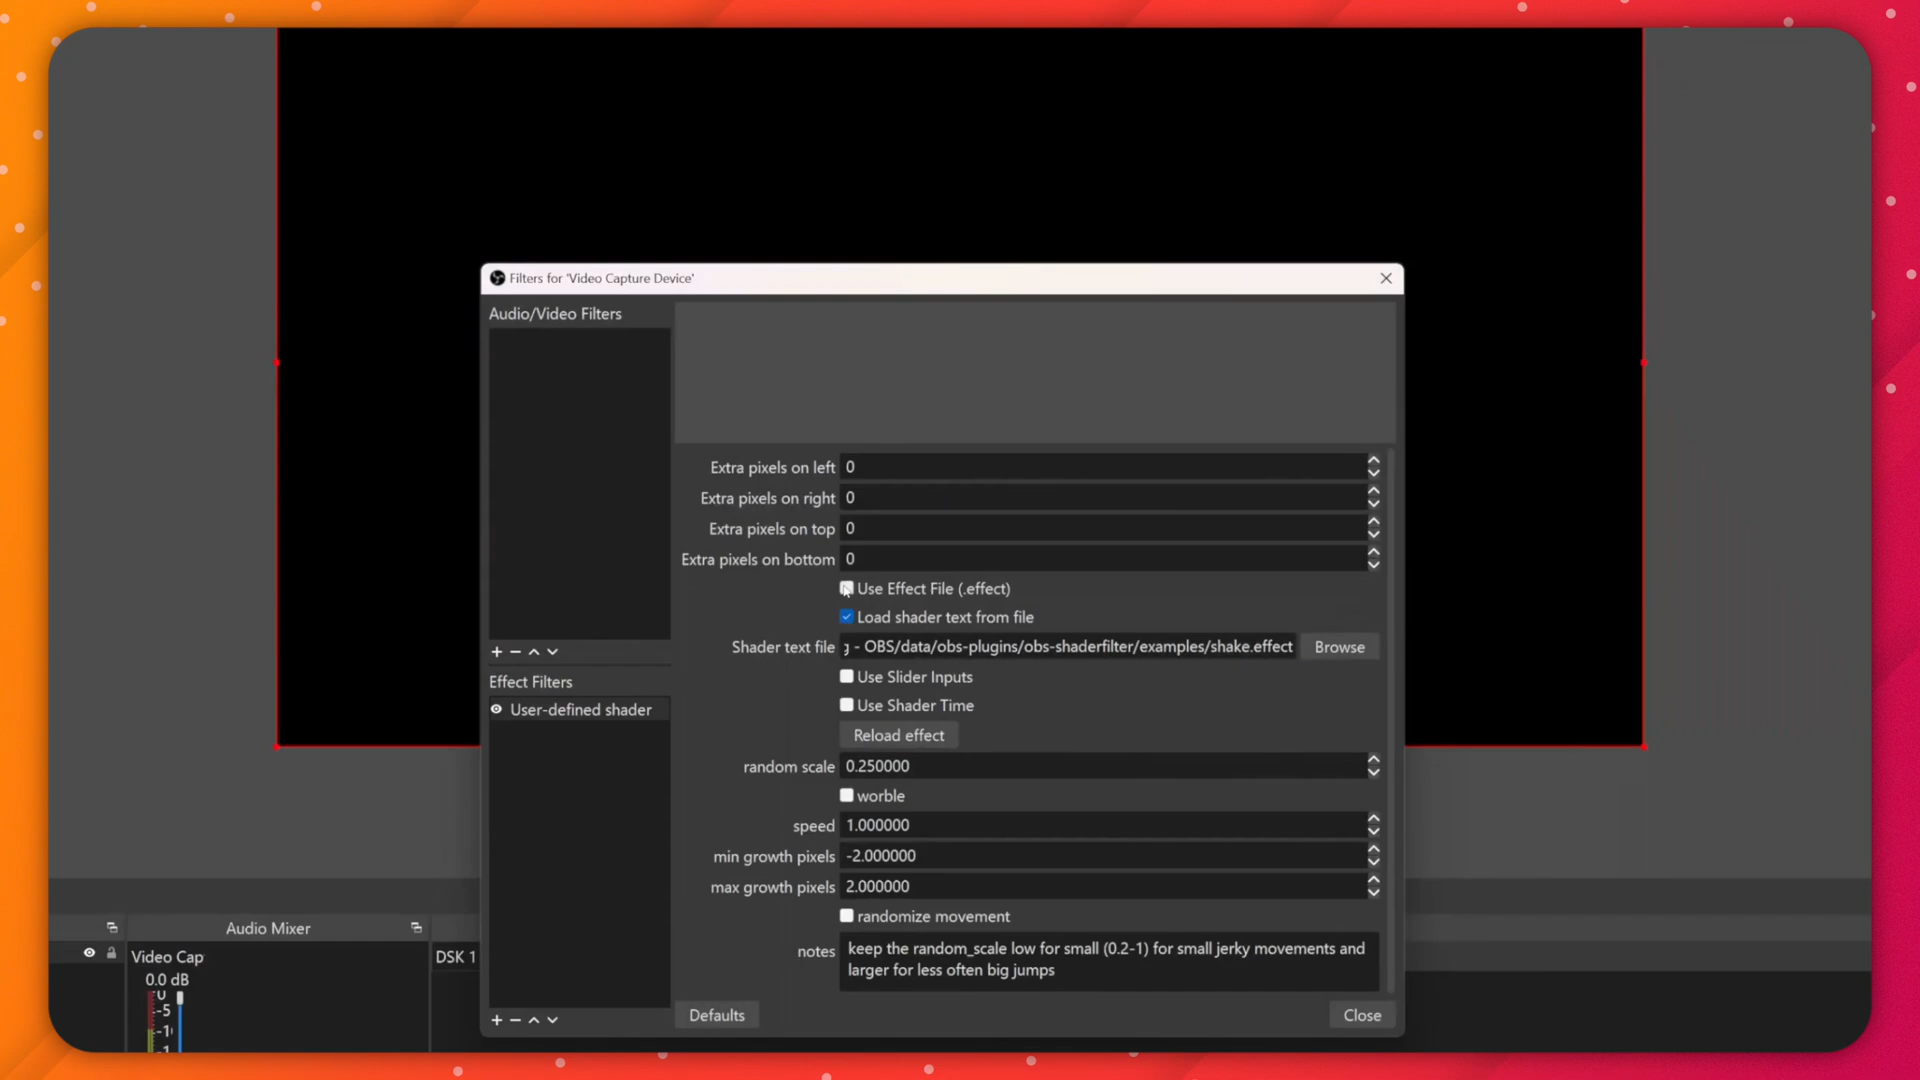 Filters for 'Video Capture Device'
Audio/Video Filters
Extra pixels on left 0
Extra pixels on right 0
Extra pixels on top 0
Extra pixels on bottom 0
Use Effect File (.effect)
Load shader text from file
Shader text file g - OBS/data/obs-plugins/obs-shaderfilter/examples/shake.effect Browse
Effect Filters
Use Slider Inputs
User-defined shader
Use Shader Time
Reload effect
random scale 0.250000
worble
speed 1.000000
min growth pixels -2.000000
max growth pixels 2.000000
randomize movement
notes keep the random_scale low for small (0.2-1) for small jerky movements and
larger for less often big jumps
Defaults Close
Audio Mixer
Video Cap
DSK 1
0.0 dB
0
-5